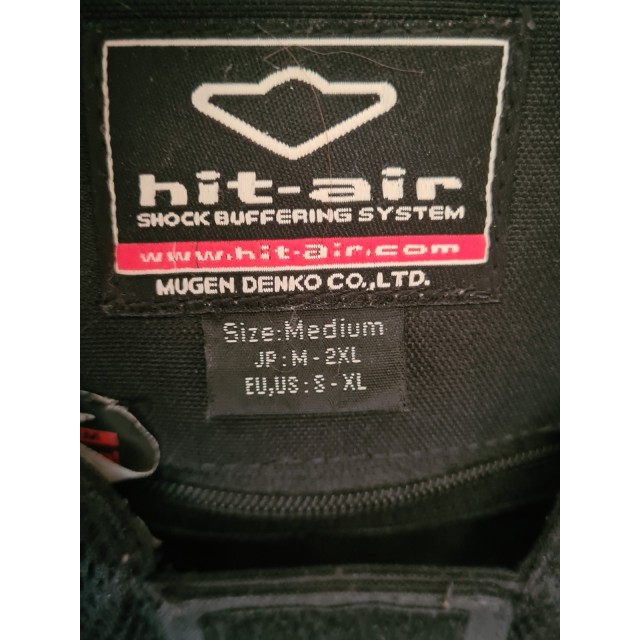 hit-air
SHOCK BUFFERING SYSTEM
www.hit-air.com
MUGEN DENKO CO.,LTD.
Size:Medium
JP:M-2XL
EU,US:S-XL